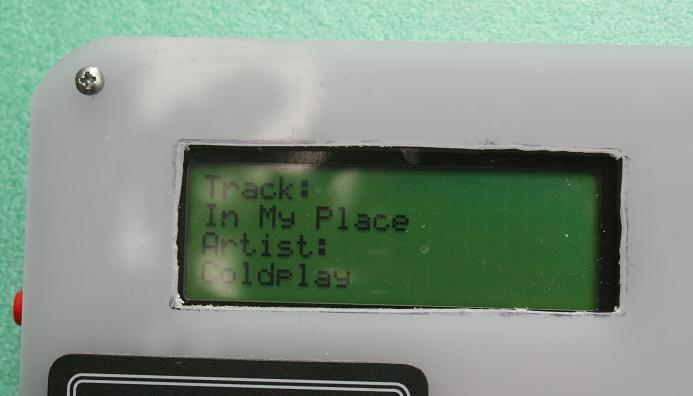 Track:
In My Place
Artist:
Coldplay